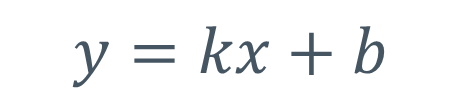 y = kx + b